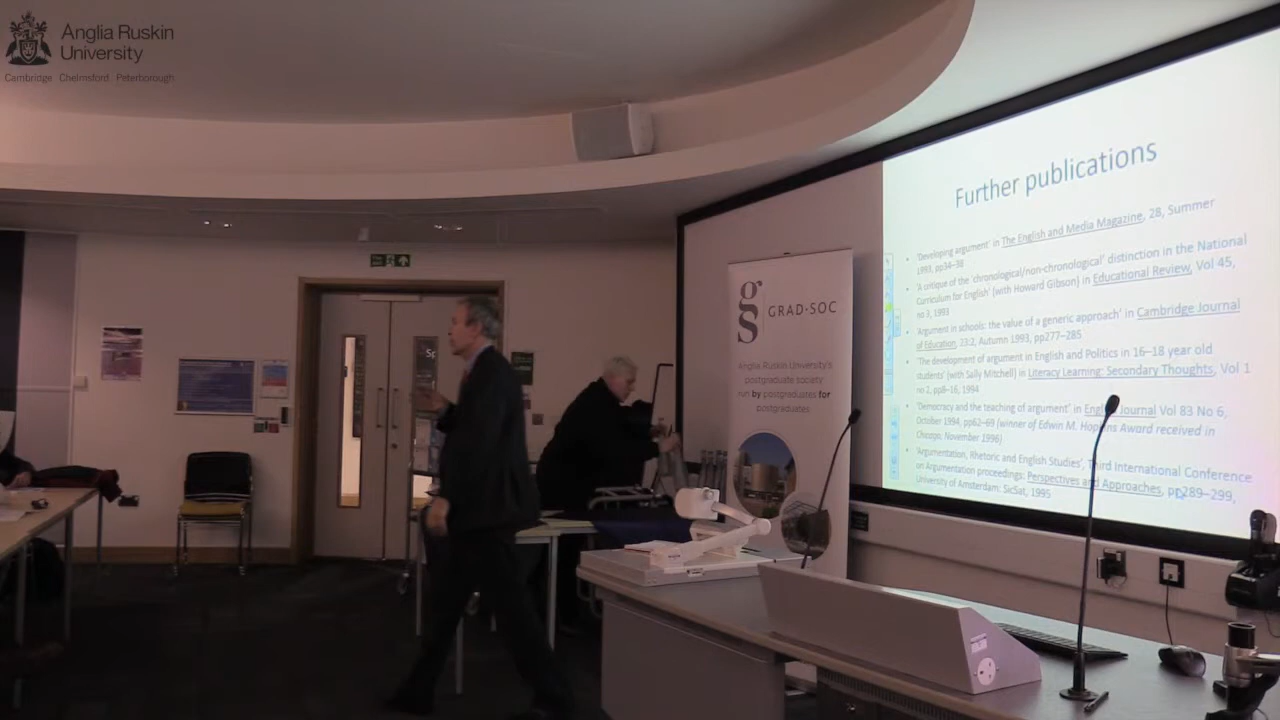 Anglia Ruskin
University
Cambridge Chelmsford Peterborough
Further publications
'Developing argument' in The English and Media Magazine, 28, Summer
1993, pp34–38
'A critique of the 'chronological/non-chronological' distinction in the National
Curriculum for English' (with Howard Gibson) in Educational Review, Vol 45,
no 3, 1993
'Argument in schools: the value of a generic approach' in Cambridge Journal
of Education, 23:2, Autumn 1993, pp277–285
'The development of argument in English and Politics in 16–18 year old
students' (with Sally Mitchell) in Literacy Learning: Secondary Thoughts, Vol 1
no 2, pp8–16, 1994
'Democracy and the teaching of argument' in English Journal Vol 83 No 6,
October 1994, pp62–69 (winner of Edwin M. Hopkins Award received in
Chicago, November 1996)
'Argumentation, Rhetoric and English Studies', Third International Conference
on Argumentation proceedings: Perspectives and Approaches, pp289–299,
University of Amsterdam: SicSat, 1995
gs GRAD·SOC
Anglia Ruskin University's
postgraduate society
run by postgraduates for
postgraduates